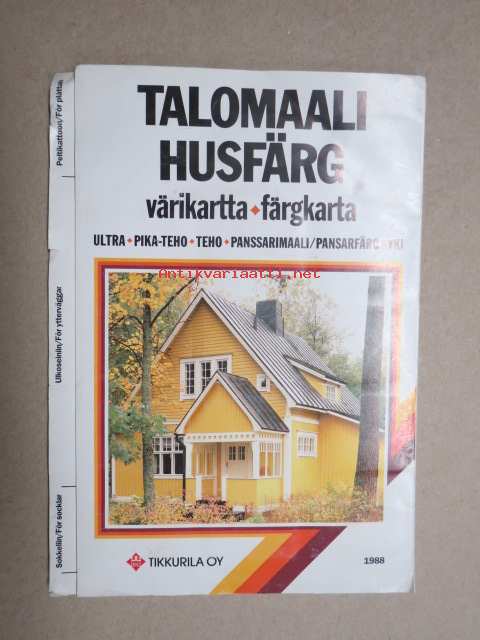 TALOMAALI
HUSFÄRG
värikartta✦färgkarta
ULTRA✦PIKA-TEHO✦TEHO✦PANSSARIMAALI/PANSARFÄRG
Antikvariaatti.net
TIKKURILA OY
1988
Peltikattoun/För plåttak
Ulkoseiniin/För ytterväggar
Sokkeliin/För socklar